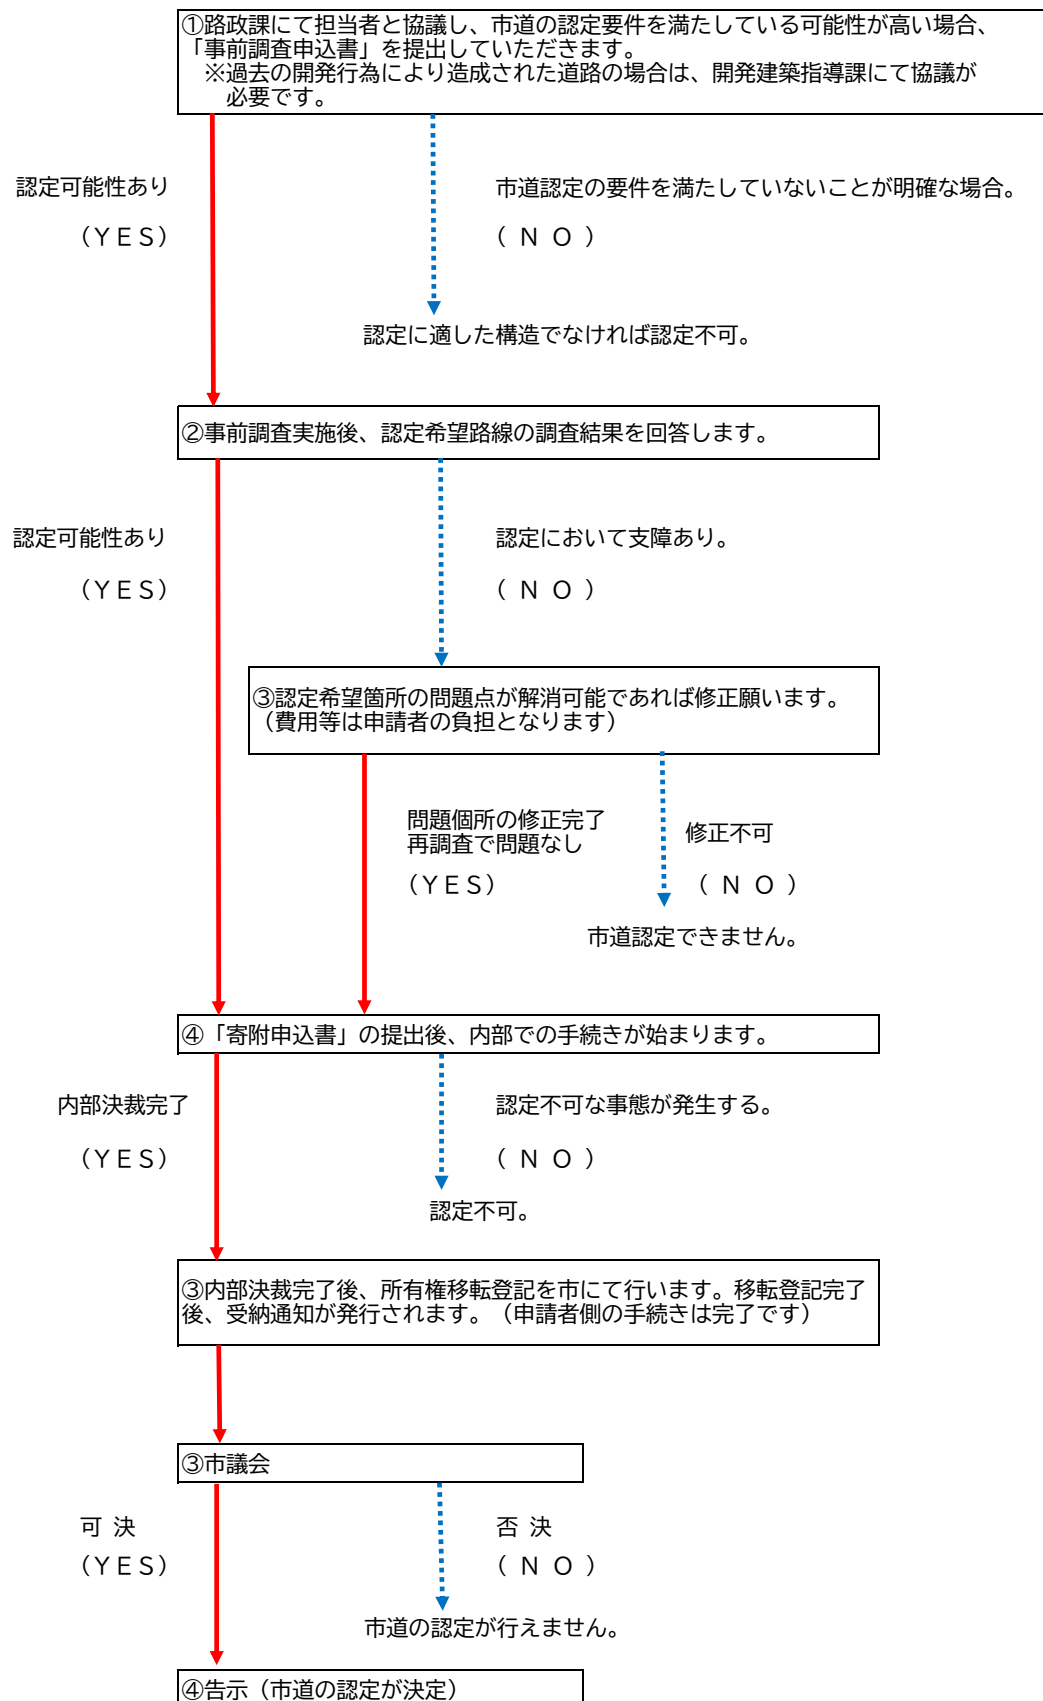 ①路政課にて担当者と協議し、市道の認定要件を満たしている可能性が高い場合、
「事前調査申込書」を提出していただきます。
※過去の開発行為により造成された道路の場合は、開発建築指導課にて協議が
必要です。
認定可能性あり
（ＹＥＳ）
市道認定の要件を満たしていないことが明確な場合。
（ Ｎ Ｏ ）
認定に適した構造でなければ認定不可。
②事前調査実施後、認定希望路線の調査結果を回答します。
認定可能性あり
（ＹＥＳ）
認定において支障あり。
（ Ｎ Ｏ ）
③認定希望箇所の問題点が解消可能であれば修正願います。
（費用等は申請者の負担となります）
問題個所の修正完了
再調査で問題なし
（ＹＥＳ）
修正不可
（ Ｎ Ｏ ）
市道認定できません。
④「寄附申込書」の提出後、内部での手続きが始まります。
内部決裁完了
（ＹＥＳ）
認定不可な事態が発生する。
（ Ｎ Ｏ ）
認定不可。
③内部決裁完了後、所有権移転登記を市にて行います。移転登記完了
後、受納通知が発行されます。（申請者側の手続きは完了です）
③市議会
可 決
（ＹＥＳ）
否 決
（ Ｎ Ｏ ）
市道の認定が行えません。
④告示（市道の認定が決定）